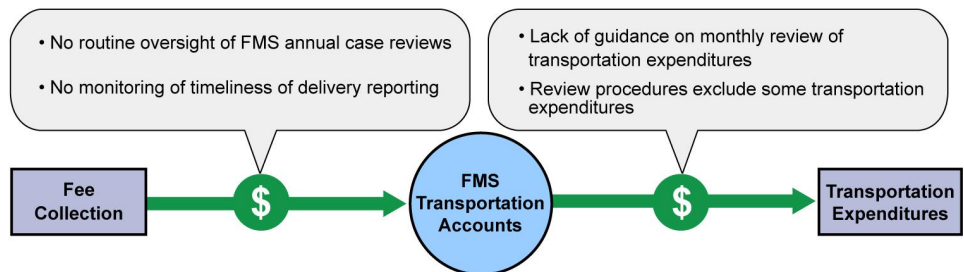 • No routine oversight of FMS annual case reviews
• No monitoring of timeliness of delivery reporting
• Lack of guidance on monthly review of
transportation expenditures
• Review procedures exclude some transportation
expenditures
Fee
Collection
$
FMS
Transportation
Accounts
$
Transportation
Expenditures